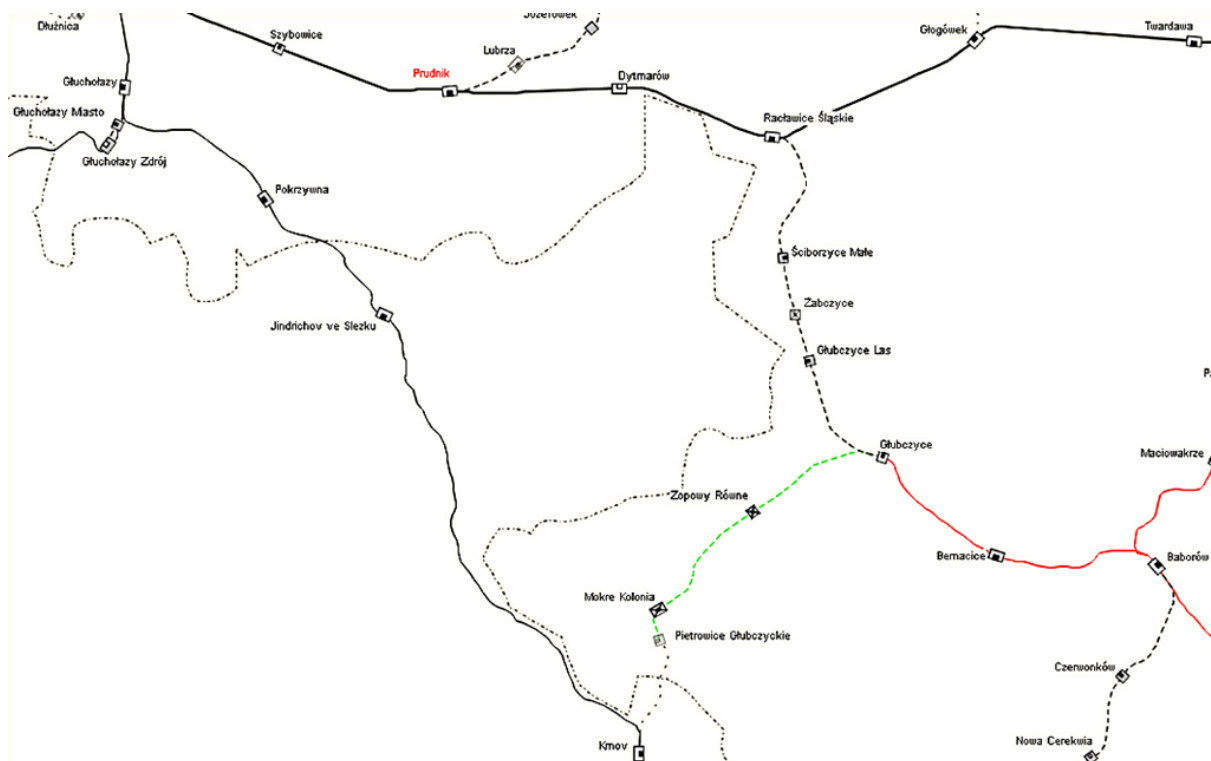 Dłużnica
Szybowice
Józefówek
Lubrza
Głogówek
Twardawa
Głuchołazy
Prudnik
Dytmarów
Głuchołazy Miasto
Racławice Śląskie
Głuchołazy Zdrój
Pokrzywna
Ściborzyce Małe
Żabczyce
Jindrichov ve Slezku
Głubczyce Las
Głubczyce
Maciowakrze
Zopowy Równe
Bernacice
Baborów
Mokre Kolonia
Pietrowice Głubczyckie
Czerwonków
Krnov
Nowa Cerekwia